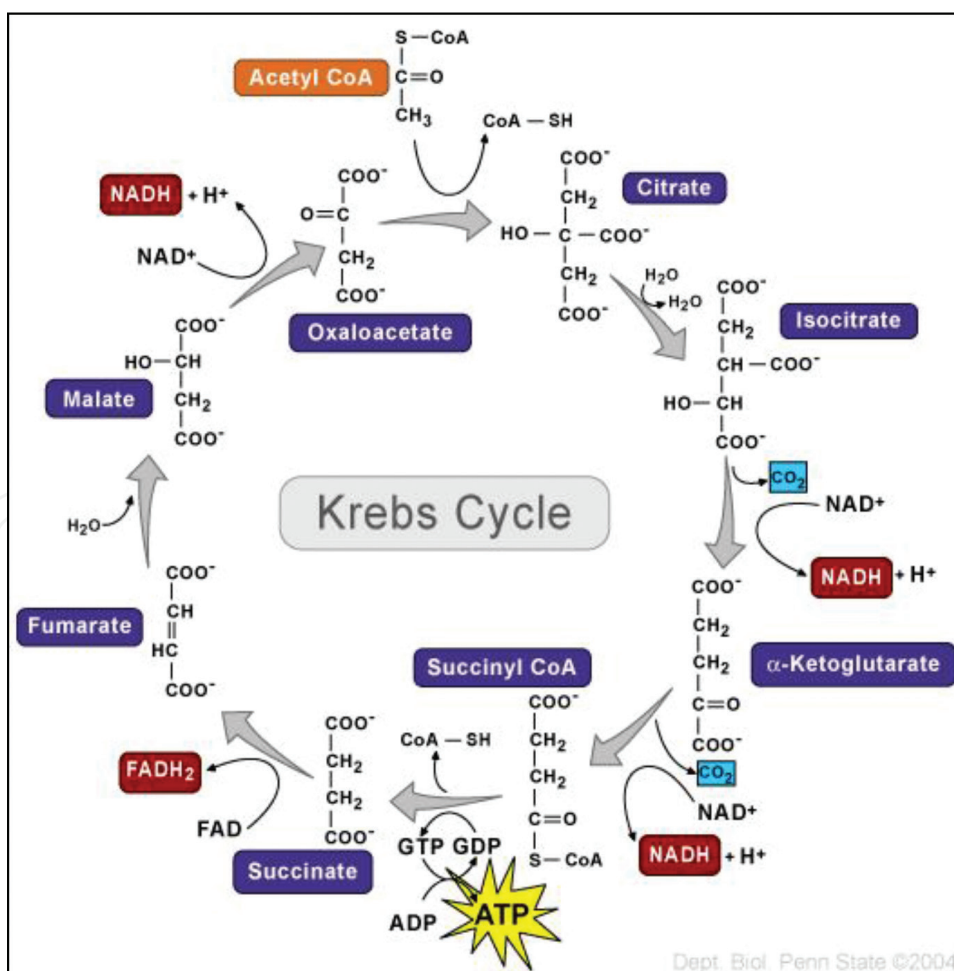 S—CoA
Acetyl CoA
C=O
CH₃
CoA—SH
COO⁻
Citrate
CH₂
HO—C—COO⁻
CH₂
COO⁻
NADH + H⁺
NAD⁺
COO⁻
O=C
CH₂
COO⁻
Oxaloacetate
H₂O
H₂O
COO⁻
Isocitrate
CH₂
CH—COO⁻
HO—CH
COO⁻
COO⁻
HO—CH
Malate
CH₂
COO⁻
Krebs Cycle
CO₂
NAD⁺
NADH + H⁺
H₂O
COO⁻
CH
Fumarate
HC
COO⁻
COO⁻
CH₂
CH₂
α-Ketoglutarate
C=O
COO⁻
CO₂
NAD⁺
NADH + H⁺
Succinyl CoA
COO⁻
CH₂
CH₂
C=O
S—CoA
CoA—SH
COO⁻
CH₂
CH₂
COO⁻
Succinate
FADH₂
FAD
GTP GDP
ADP
ATP
Dept. Biol. Penn State ©2004